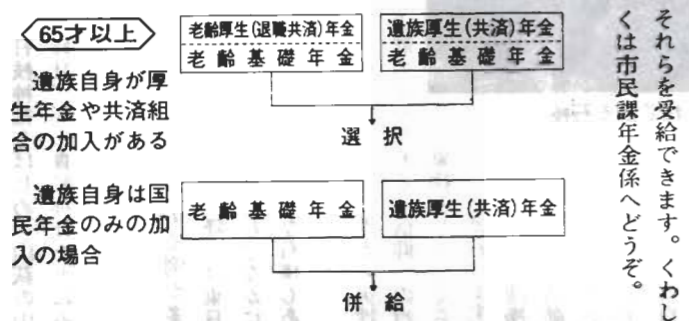 それらを受給できます。くわし
くは市民課年金係へどうぞ。
65才以上
遺族自身が厚
生年金や共済組
合の加入がある
老齢厚生(退職共済)年金
老齢基礎年金
遺族厚生(共済)年金
老齢基礎年金
選択
遺族自身は国
民年金のみの加
入の場合
老齢基礎年金
遺族厚生(共済)年金
併給